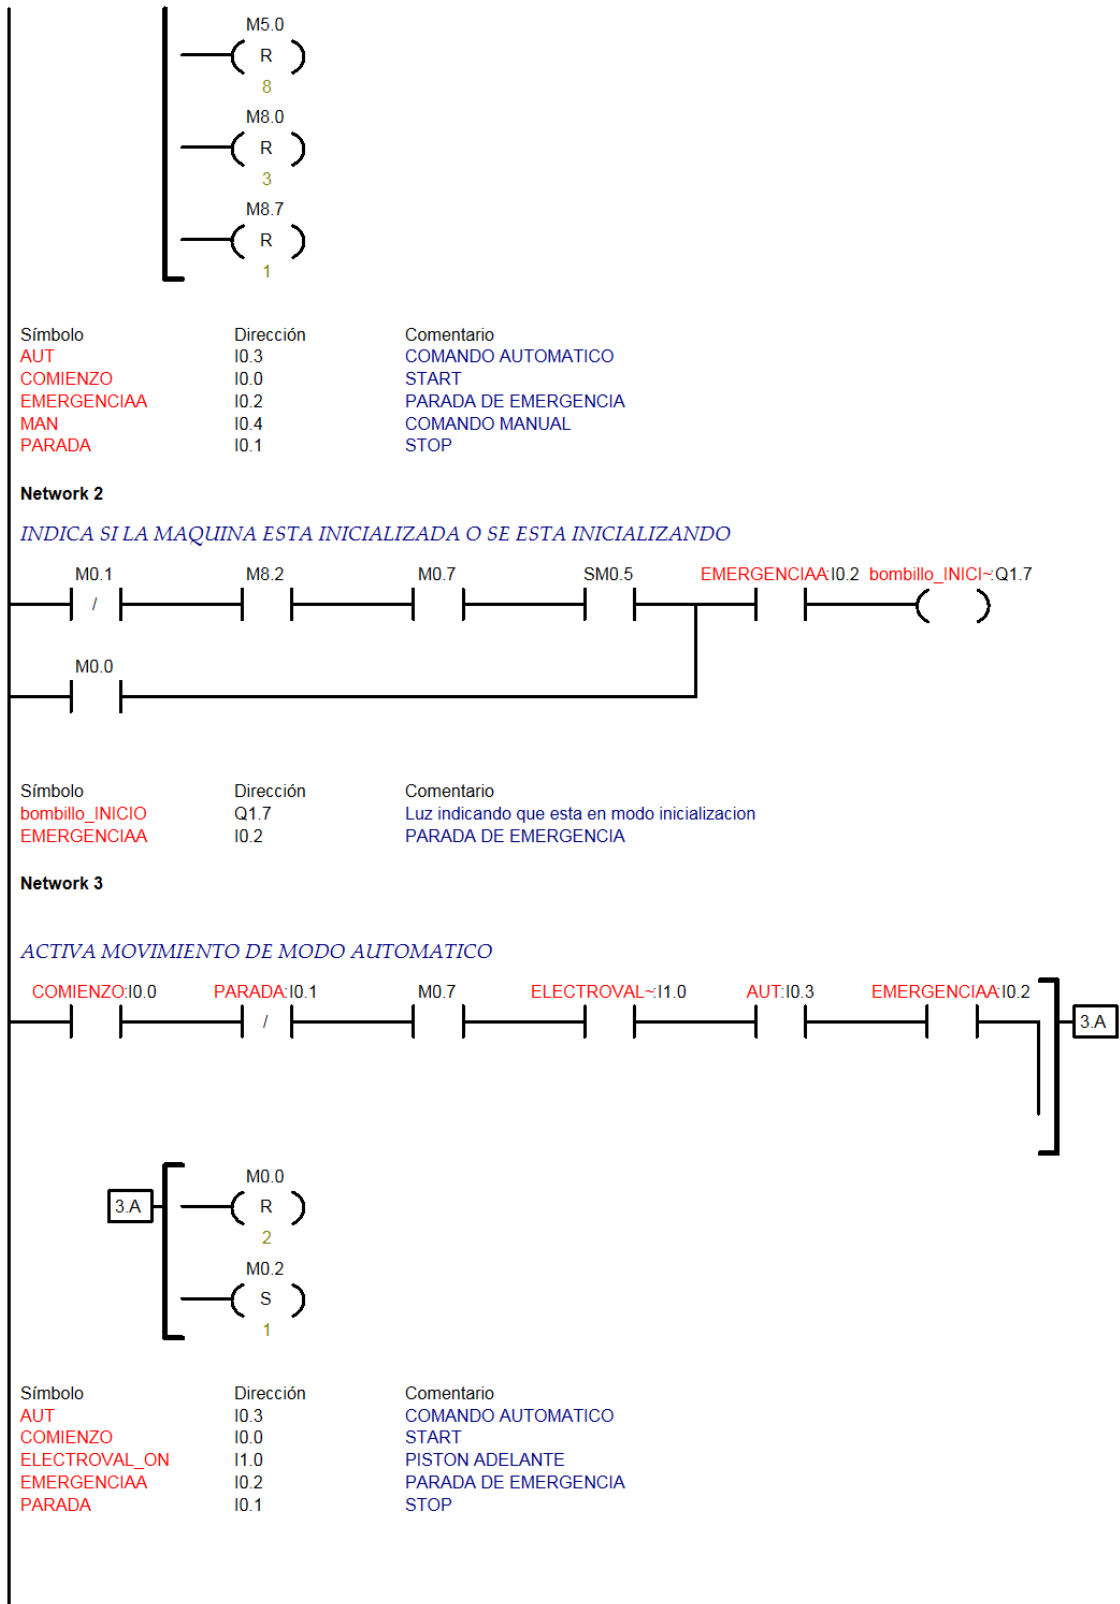 M5.0
R
8
M8.0
R
3
M8.7
R
1
Símbolo Dirección Comentario
AUT I0.3 COMANDO AUTOMATICO
COMIENZO I0.0 START
EMERGENCIAA I0.2 PARADA DE EMERGENCIA
MAN I0.4 COMANDO MANUAL
PARADA I0.1 STOP
Network 2
INDICA SI LA MAQUINA ESTA INICIALIZADA O SE ESTA INICIALIZANDO
M0.1 M8.2 M0.7 SM0.5 EMERGENCIAA:I0.2 bombillo_INICI~:Q1.7
/
M0.0
Símbolo Dirección Comentario
bombillo_INICIO Q1.7 Luz indicando que esta en modo inicializacion
EMERGENCIAA I0.2 PARADA DE EMERGENCIA
Network 3
ACTIVA MOVIMIENTO DE MODO AUTOMATICO
COMIENZO:I0.0 PARADA:I0.1 M0.7 ELECTROVAL~:I1.0 AUT:I0.3 EMERGENCIAA:I0.2
/ 3.A
M0.0
3.A R
2
M0.2
S
1
Símbolo Dirección Comentario
AUT I0.3 COMANDO AUTOMATICO
COMIENZO I0.0 START
ELECTROVAL_ON I1.0 PISTON ADELANTE
EMERGENCIAA I0.2 PARADA DE EMERGENCIA
PARADA I0.1 STOP